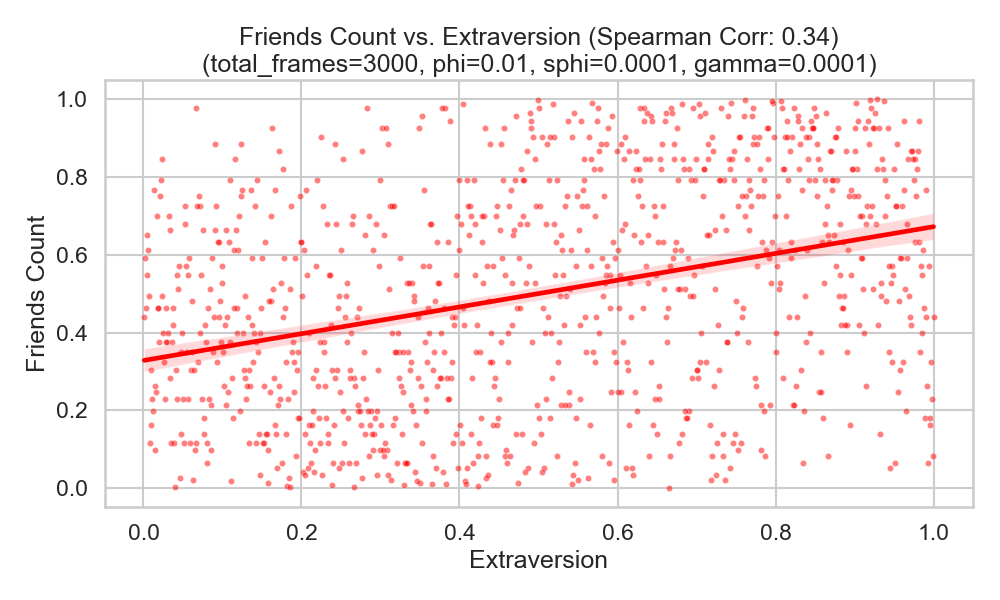 Friends Count vs. Extraversion (Spearman Corr: 0.34)
(total_frames=3000, phi=0.01, sphi=0.0001, gamma=0.0001)
1.0
0.8
0.6
0.4
0.2
0.0
Friends Count
0.0 0.2 0.4 0.6 0.8 1.0
Extraversion